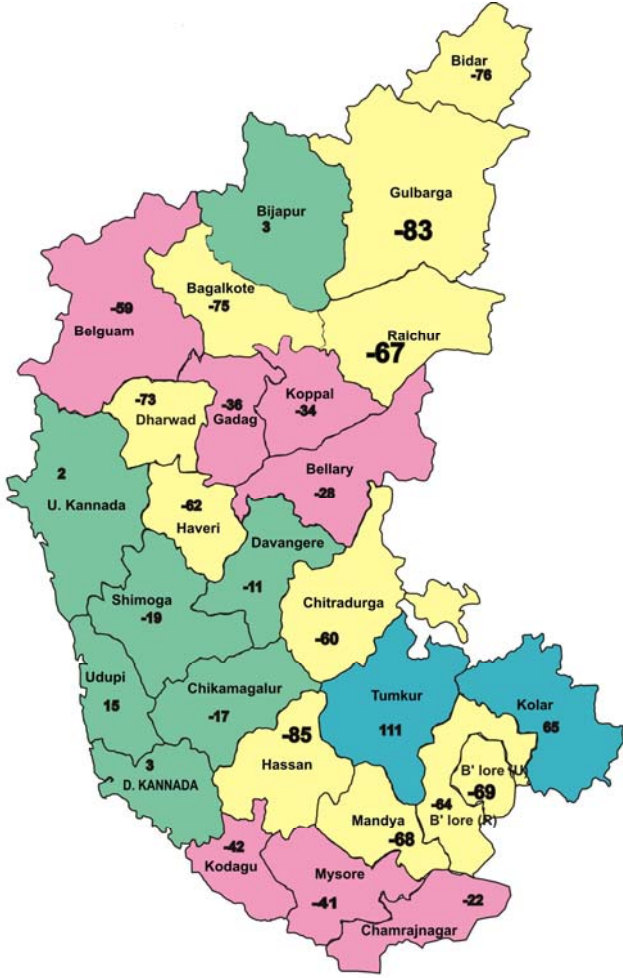 Bidar
-76
Gulbarga
-83
Bijapur
3
Bagalkote
-75
-59
Belguam
Raichur
-67
-73
Dharwad
-36
Gadag
Koppal
-34
Bellary
-28
2
U. Kannada
-62
Haveri
Davangere
-11
Shimoga
-19
Chitradurga
-60
Udupi
15
Chikamagalur
-17
Tumkur
111
Kolar
65
-85
Hassan
3
D. KANNADA
B' lore (U)
-69
-64
B' lore (R)
Mandya
-68
-42
Kodagu
Mysore
-41
-22
Chamrajnagar